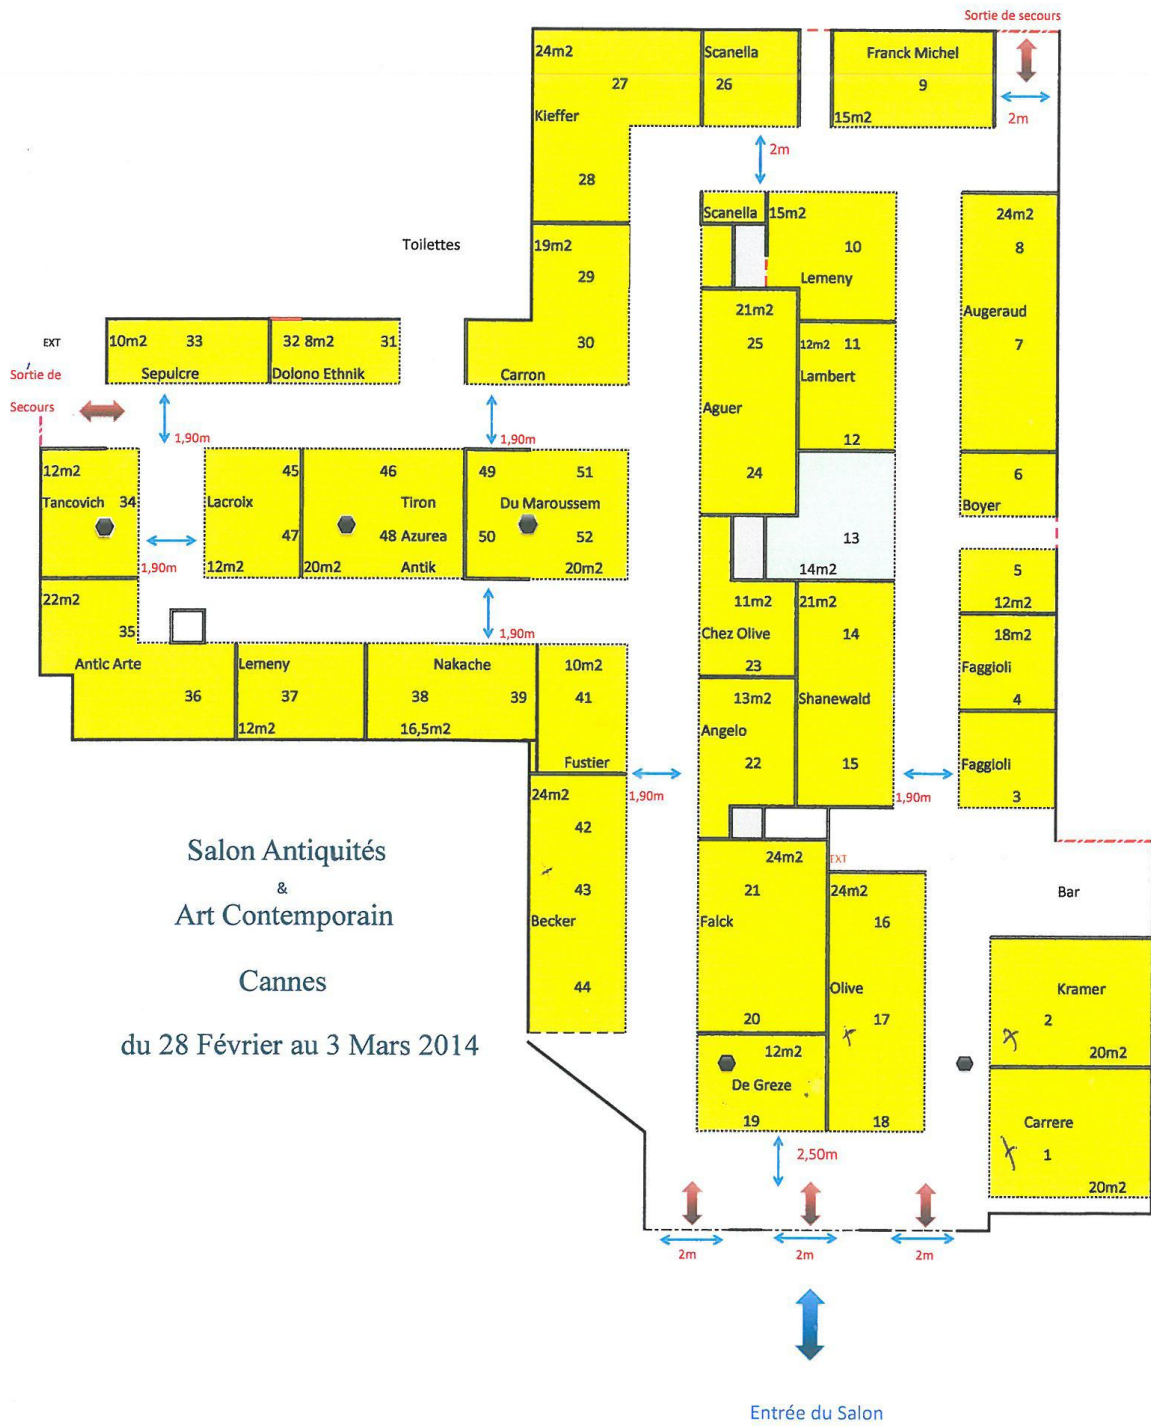 Sortie de secours
24m2
Scanella
Franck Michel
27
26
9
Kieffer
15m2
2m
2m
28
Scanella
15m2
24m2
Toilettes
19m2
10
8
29
Lemeny
21m2
Augeraud
EXT
10m2
33
32 8m2
31
30
25
12m2
11
7
Sortie de
Sepulcre
Dolono Ethnik
Carron
Lambert
Secours
Aguer
1,90m
1,90m
12
12m2
45
46
49
51
24
6
Tancovich
34
Lacroix
Tiron
Du Maroussem
Boyer
47
48 Azurea
50
52
13
1,90m
12m2
20m2
Antik
20m2
14m2
5
22m2
11m2
21m2
12m2
35
1,90m
Chez Olive
14
18m2
Antic Arte
Lemeny
Nakache
10m2
23
Faggioli
36
37
38
39
41
13m2
Shanewald
4
12m2
16,5m2
Angelo
Fustier
22
15
Faggioli
24m2
1,90m
1,90m
3
42
Salon Antiquités
24m2
EXT
&
43
21
24m2
Bar
Art Contemporain
Becker
Falck
16
Cannes
44
Olive
Kramer
20
17
2
du 28 Février au 3 Mars 2014
12m2
20m2
De Greze
19
18
Carrere
2,50m
1
20m2
2m
2m
2m
Entrée du Salon